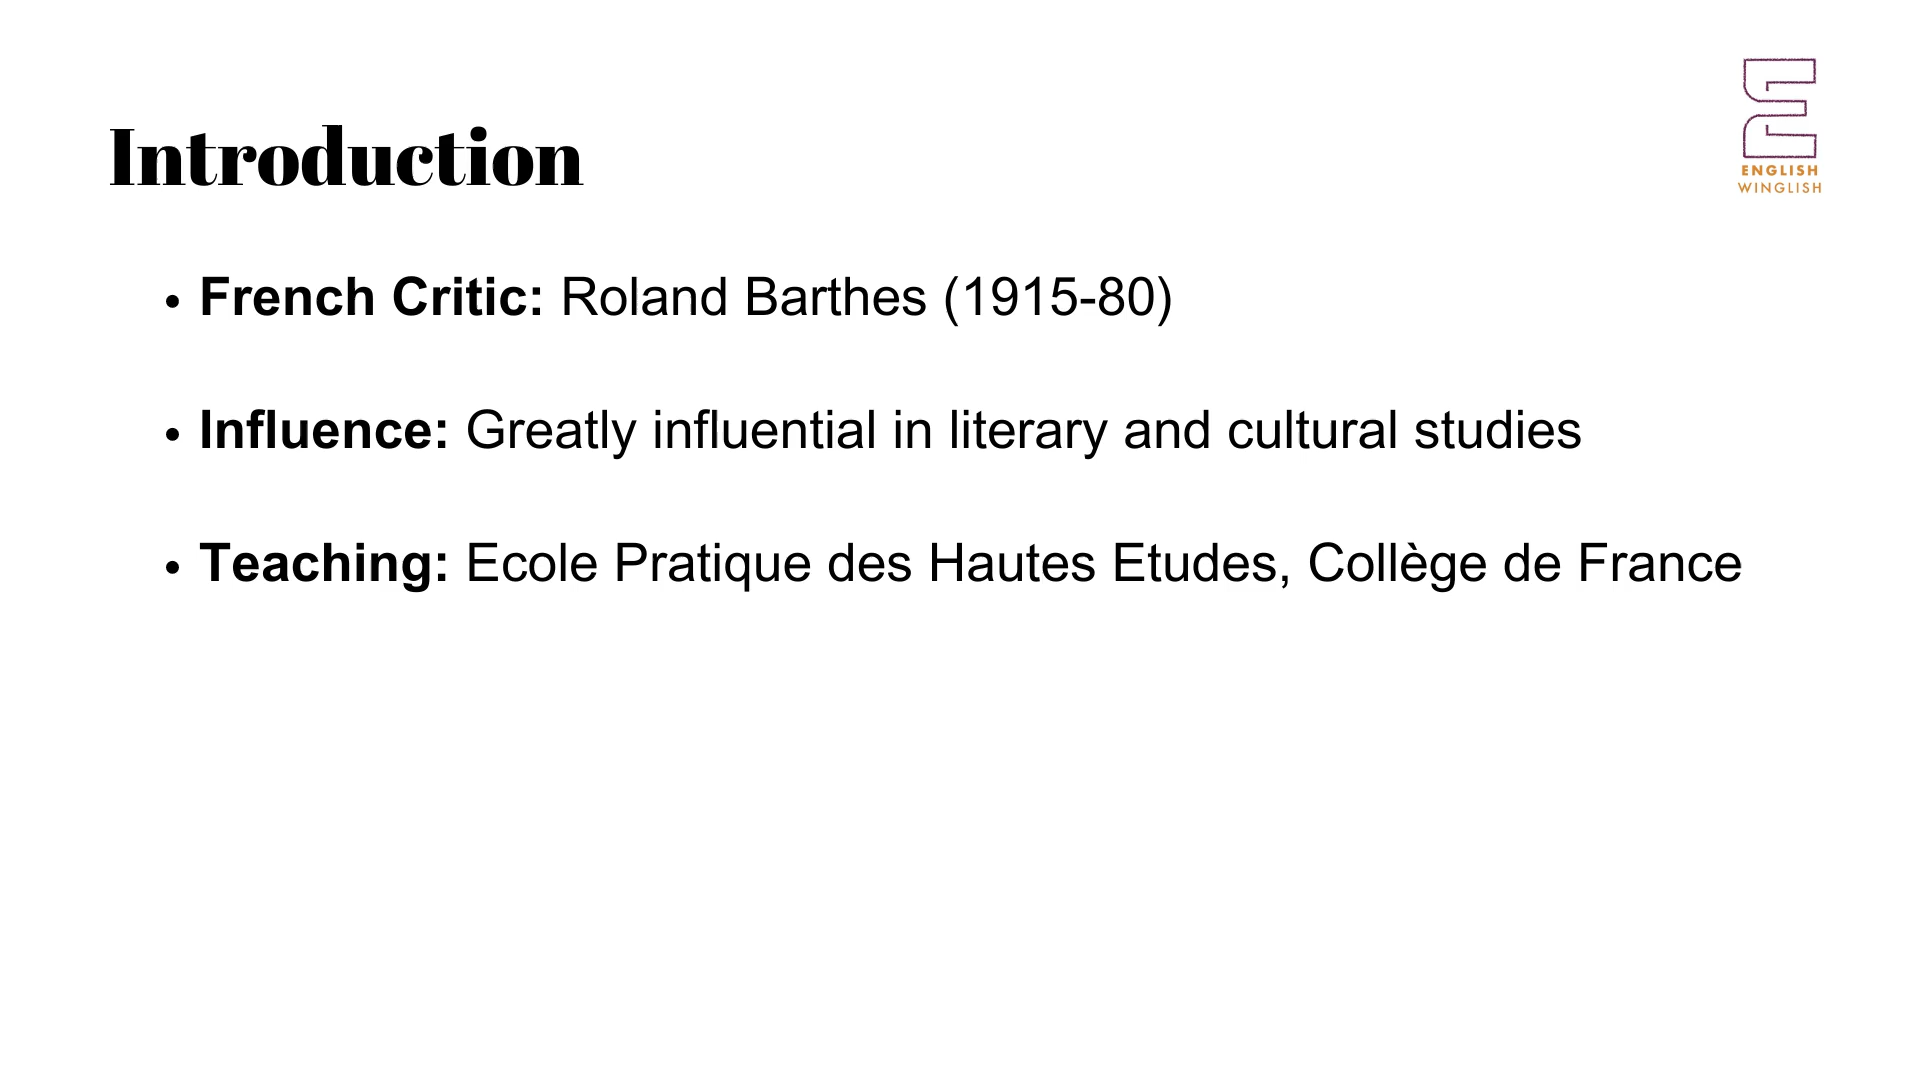 Introduction
ENGLISH
WINGLISH
• French Critic: Roland Barthes (1915-80)
• Influence: Greatly influential in literary and cultural studies
• Teaching: Ecole Pratique des Hautes Etudes, Collège de France